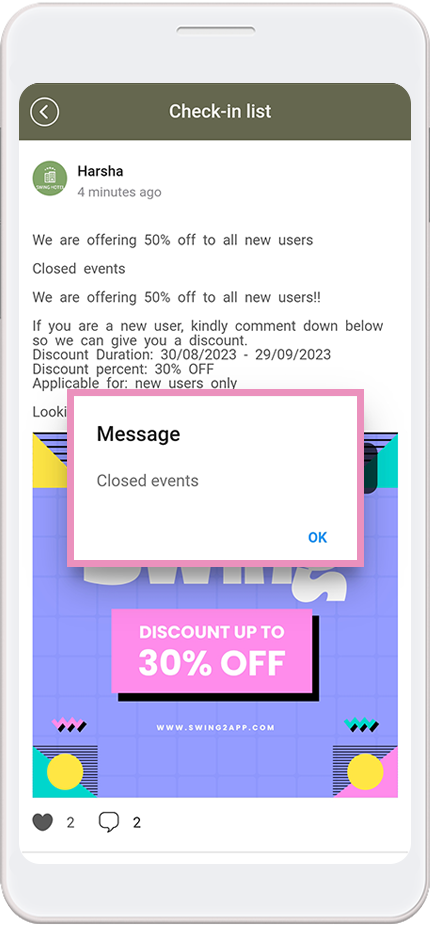 Check-in list
Harsha
SWING HOTEL
4 minutes ago
We are offering 50% off to all new users
Closed events
We are offering 50% off to all new users!!
If you are a new user, kindly comment down below
so we can give you a discount.
Discount Duration: 30/08/2023 - 29/09/2023
Discount percent: 30% OFF
Applicable for: new users only
Looki
Message
Closed events
OK
Swing
DISCOUNT UP TO
30% OFF
WWW.SWING2APP.COM
2
2